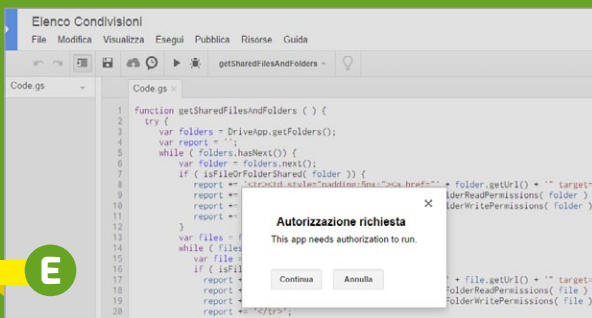 Elenco Condivisioni
File Modifica Visualizza Esegui Pubblica Risorse Guida
getSharedFilesAndFolders
Code.gs
Code.gs ×
1 function getSharedFilesAndFolders ( ) {
2 try {
3 var folders = DriveApp.getFolders();
4 var report = '';
5 while ( folders.hasNext()) {
6 var folder = folders.next();
7 if ( isFileOrFolderShared( folder )) {
8 report += '<tr><td style="padding:5px;"><a href="' + folder.getUrl() + '" target=
9 report += lderReadPermissions( folder )
10 report += lderWritePermissions( folder )
11 report +=
12 }
13 var files = f
14 while ( files
15 var file =
16 if ( isFil
17 report + ' + file.getUrl() + '" target=
18 report + FolderReadPermissions( file )
19 report + FolderWritePermissions( file )
20 report += '</tr>';
×
Autorizzazione richiesta
This app needs authorization to run.
Continua Annulla
E